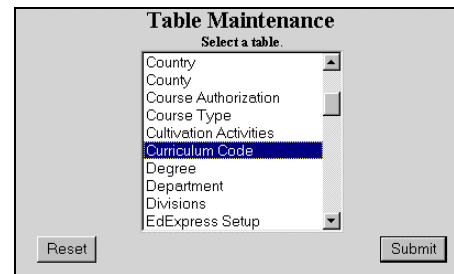 Table Maintenance
Select a table.
Country
County
Course Authorization
Course Type
Cultivation Activities
Curriculum Code
Degree
Department
Divisions
EdExpress Setup
Reset
Submit